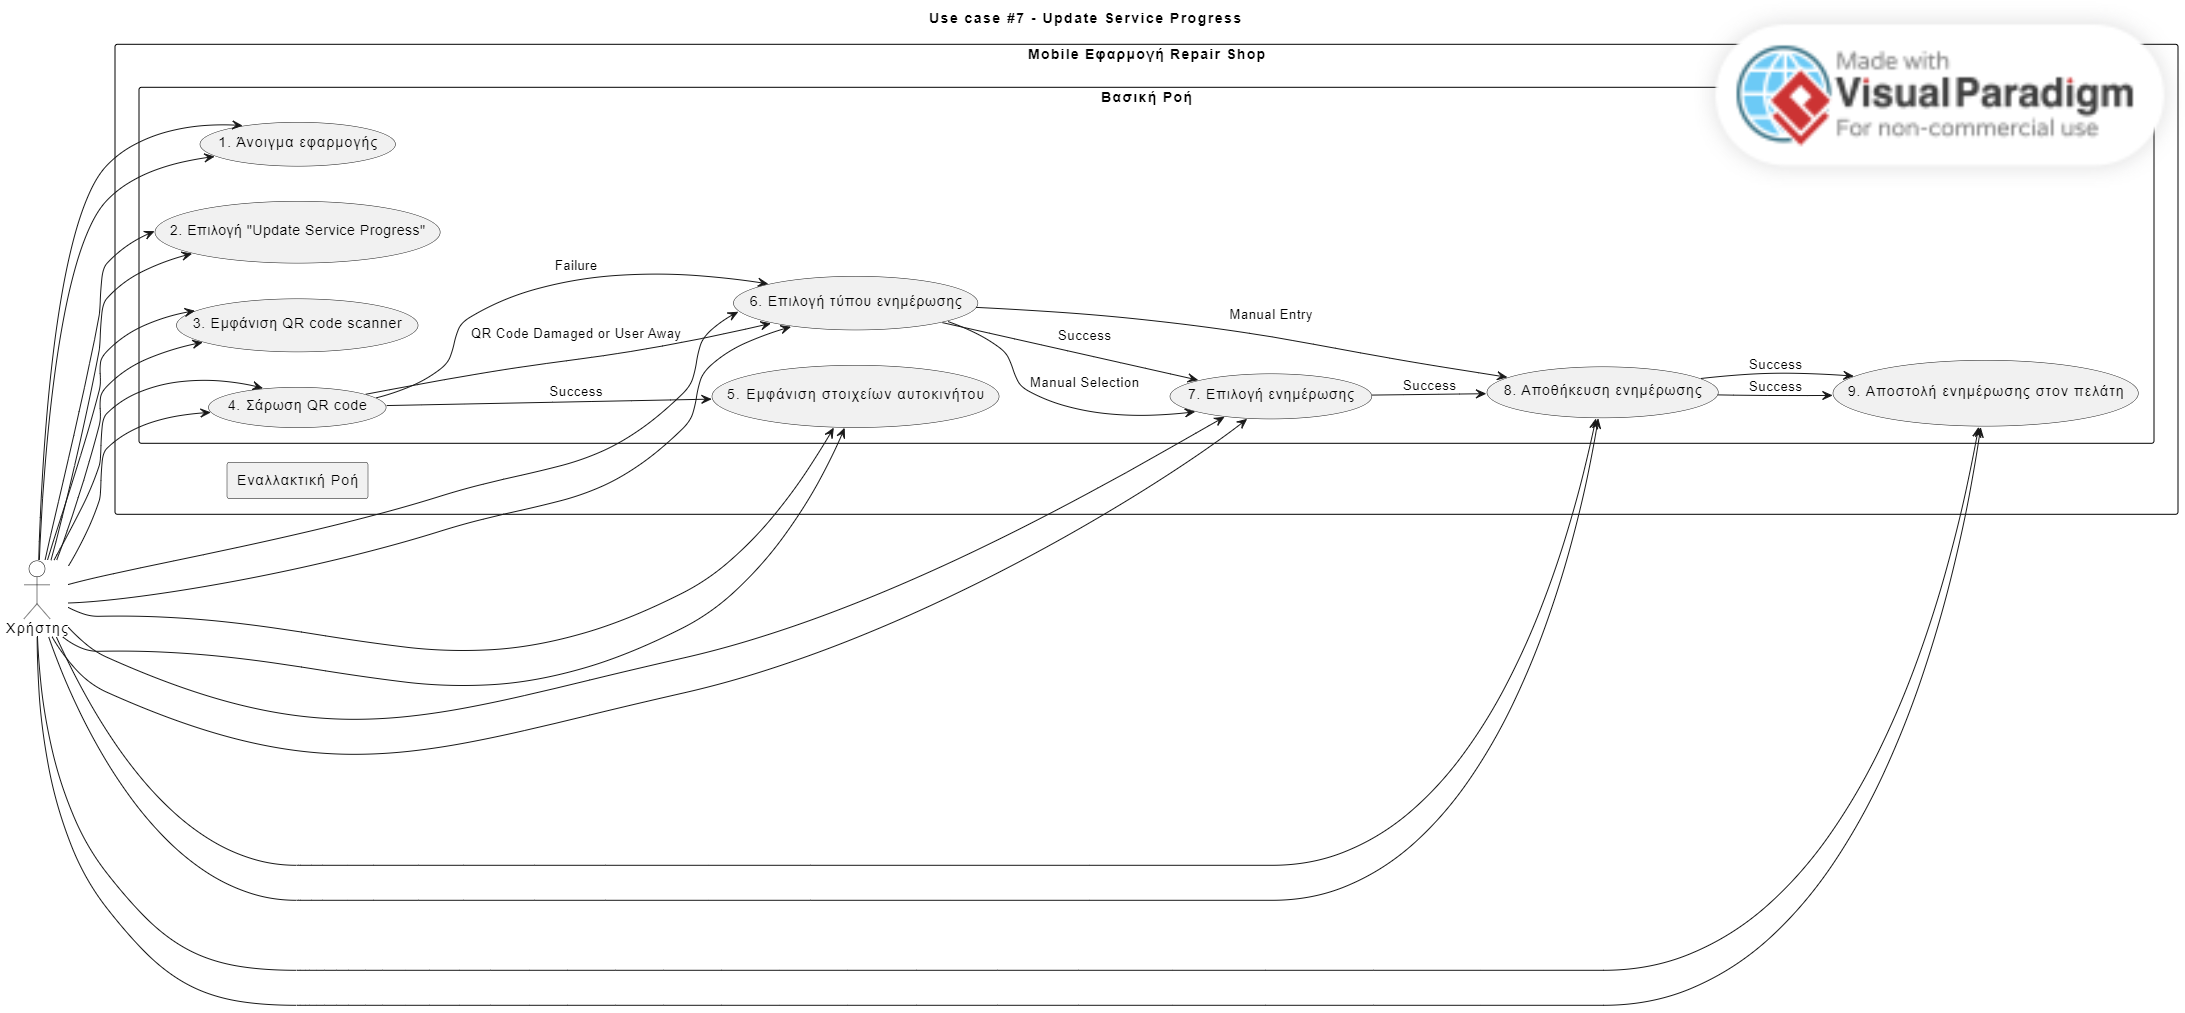 Use case #7 - Update Service Progress
Mobile Εφαρμογή Repair Shop
Made with
Visual Paradigm
For non-commercial use
Βασική Ροή
1. Άνοιγμα εφαρμογής
2. Επιλογή "Update Service Progress"
Failure
6. Επιλογή τύπου ενημέρωσης
Manual Entry
3. Εμφάνιση QR code scanner
QR Code Damaged or User Away
Success
Success
Success
Manual Selection
4. Σάρωση QR code
Success
5. Εμφάνιση στοιχείων αυτοκινήτου
7. Επιλογή ενημέρωσης
Success
8. Αποθήκευση ενημέρωσης
9. Αποστολή ενημέρωσης στον πελάτη
Εναλλακτική Ροή
Χρήστης